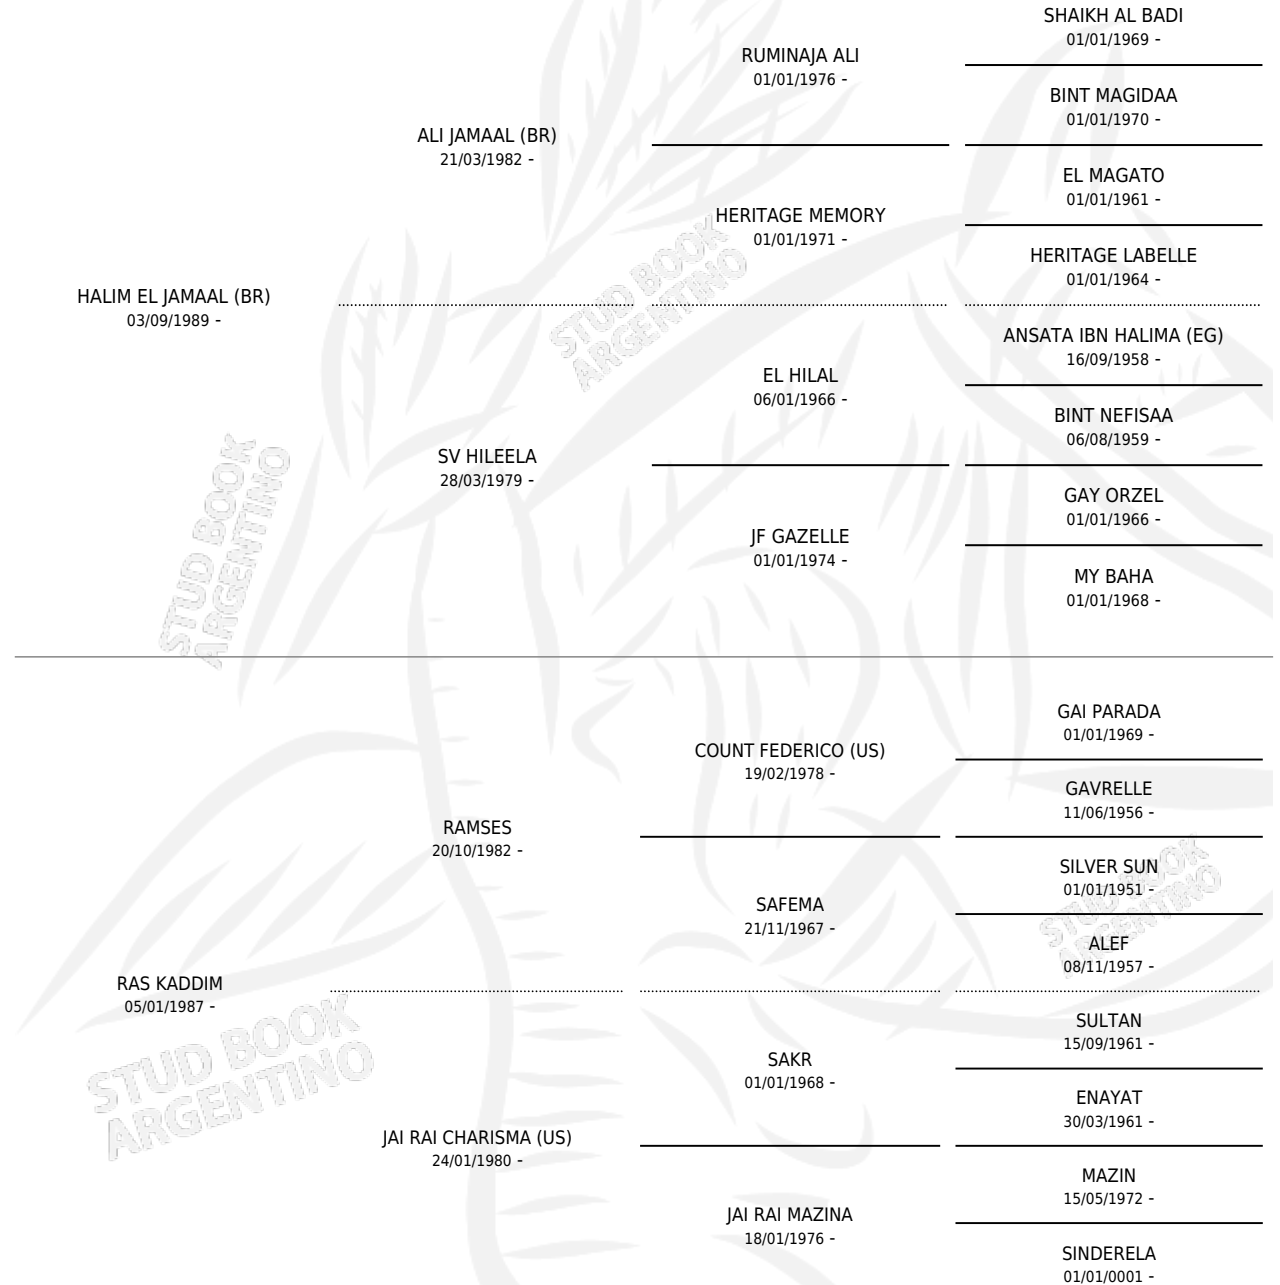 SHAIKH AL BADI
01/01/1969 -
RUMINAJA ALI
01/01/1976 -
BINT MAGIDAA
01/01/1970 -
ALI JAMAAL (BR)
21/03/1982 -
EL MAGATO
01/01/1961 -
HERITAGE MEMORY
01/01/1971 -
HERITAGE LABELLE
01/01/1964 -
HALIM EL JAMAAL (BR)
03/09/1989 -
ANSATA IBN HALIMA (EG)
16/09/1958 -
EL HILAL
06/01/1966 -
BINT NEFISAA
06/08/1959 -
SV HILEELA
28/03/1979 -
GAY ORZEL
01/01/1966 -
JF GAZELLE
01/01/1974 -
MY BAHA
01/01/1968 -
GAI PARADA
01/01/1969 -
COUNT FEDERICO (US)
19/02/1978 -
GAVRELLE
11/06/1956 -
RAMSES
20/10/1982 -
SILVER SUN
01/01/1951 -
SAFEMA
21/11/1967 -
ALEF
08/11/1957 -
RAS KADDIM
05/01/1987 -
SULTAN
15/09/1961 -
SAKR
01/01/1968 -
ENAYAT
30/03/1961 -
JAI RAI CHARISMA (US)
24/01/1980 -
MAZIN
15/05/1972 -
JAI RAI MAZINA
18/01/1976 -
SINDERELA
01/01/0001 -
STUD BOOK
ARGENTINO
STUD BOOK
ARGENTINO
STUD BOOK
ARGENTINO
STUD BOOK
ARGENTINO